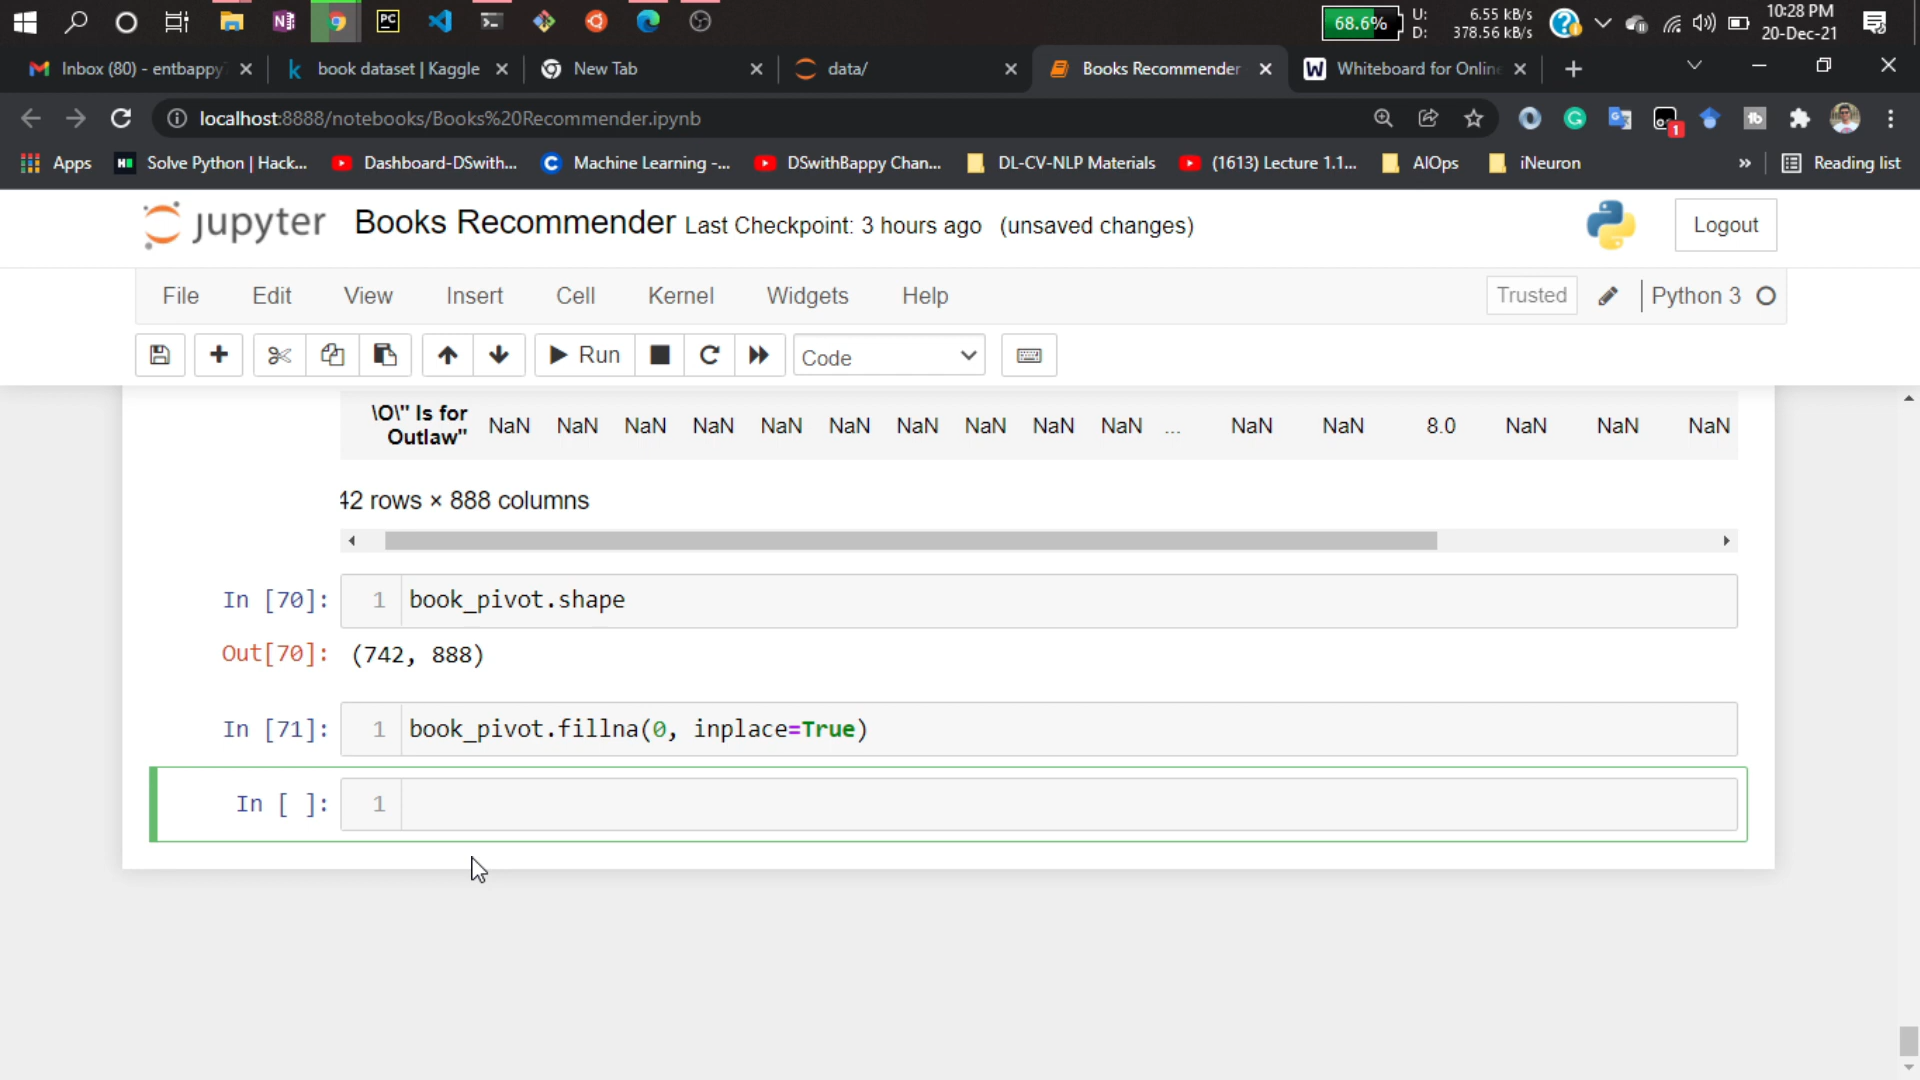 68.6%
U: 6.55 kB/s
D: 378.56 kB/s
10:28 PM
20-Dec-21
Inbox (80) - entbappy
book dataset | Kaggle
New Tab
data/
Books Recommender
Whiteboard for Online
localhost:8888/notebooks/Books%20Recommender.ipynb
Apps
Solve Python | Hack...
Dashboard-DSwith...
Machine Learning -...
DSwithBappy Chan...
DL-CV-NLP Materials
(1613) Lecture 1.1...
AIOps
iNeuron
Reading list
jupyter Books Recommender Last Checkpoint: 3 hours ago (unsaved changes)
Logout
File Edit View Insert Cell Kernel Widgets Help
Trusted
Python 3
Run
Code
\O\" Is for
Outlaw" NaN NaN NaN NaN NaN NaN NaN NaN NaN NaN ... NaN NaN 8.0 NaN NaN NaN
42 rows × 888 columns
In [70]: 1 book_pivot.shape
Out[70]: (742, 888)
In [71]: 1 book_pivot.fillna(0, inplace=True)
In [ ]: 1